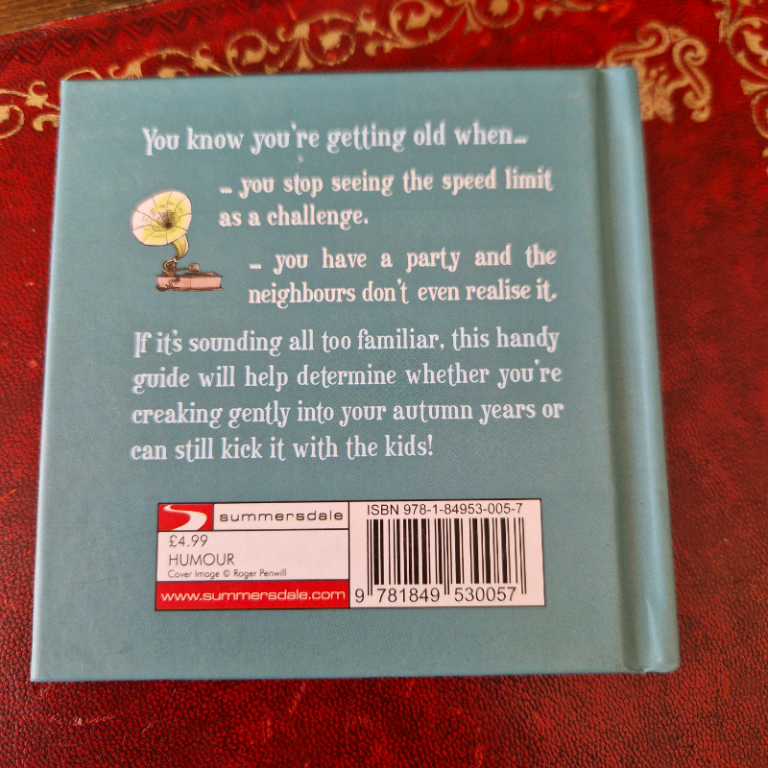 You know you're getting old when...
... you stop seeing the speed limit
as a challenge.
... you have a party and the
neighbours don't even realise it.
If it's sounding all too familiar, this handy
guide will help determine whether you're
creaking gently into your autumn years or
can still kick it with the kids!
summersdale
£4.99
HUMOUR
Cover Image © Roger Penwill
www.summersdale.com
ISBN 978-1-84953-005-7
9 781849 530057